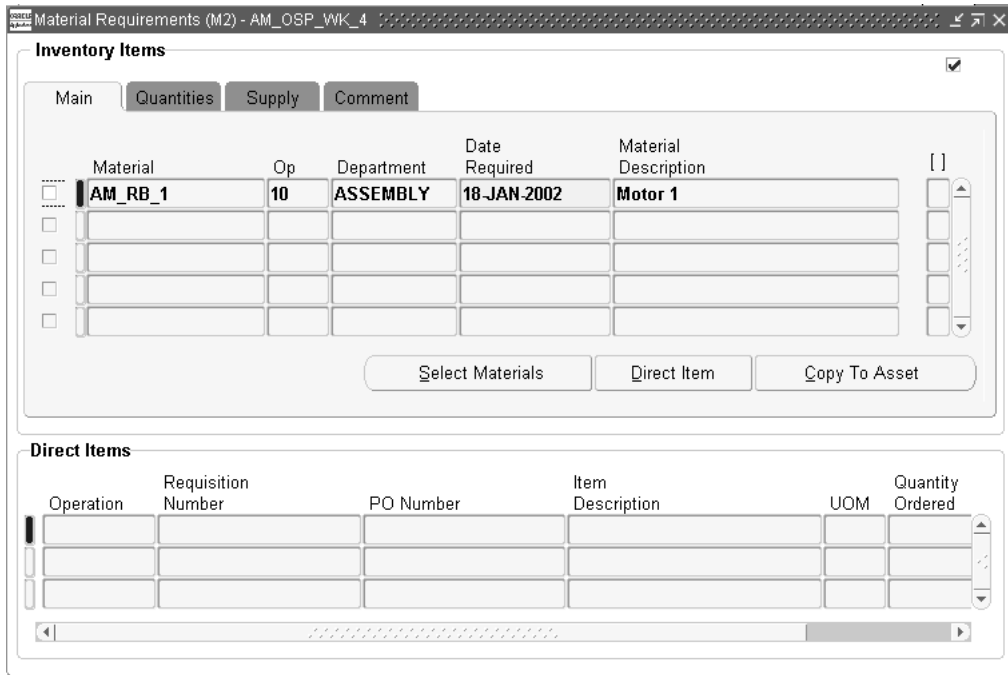 Material Requirements (M2) - AM_OSP_WK_4
Inventory Items
Main Quantities Supply Comment
Date Material
Material Op Department Required Description [ ]
AM_RB_1 10 ASSEMBLY 18-JAN-2002 Motor 1
Select Materials Direct Item Copy To Asset
Direct Items
Requisition Item Quantity
Operation Number PO Number Description UOM Ordered